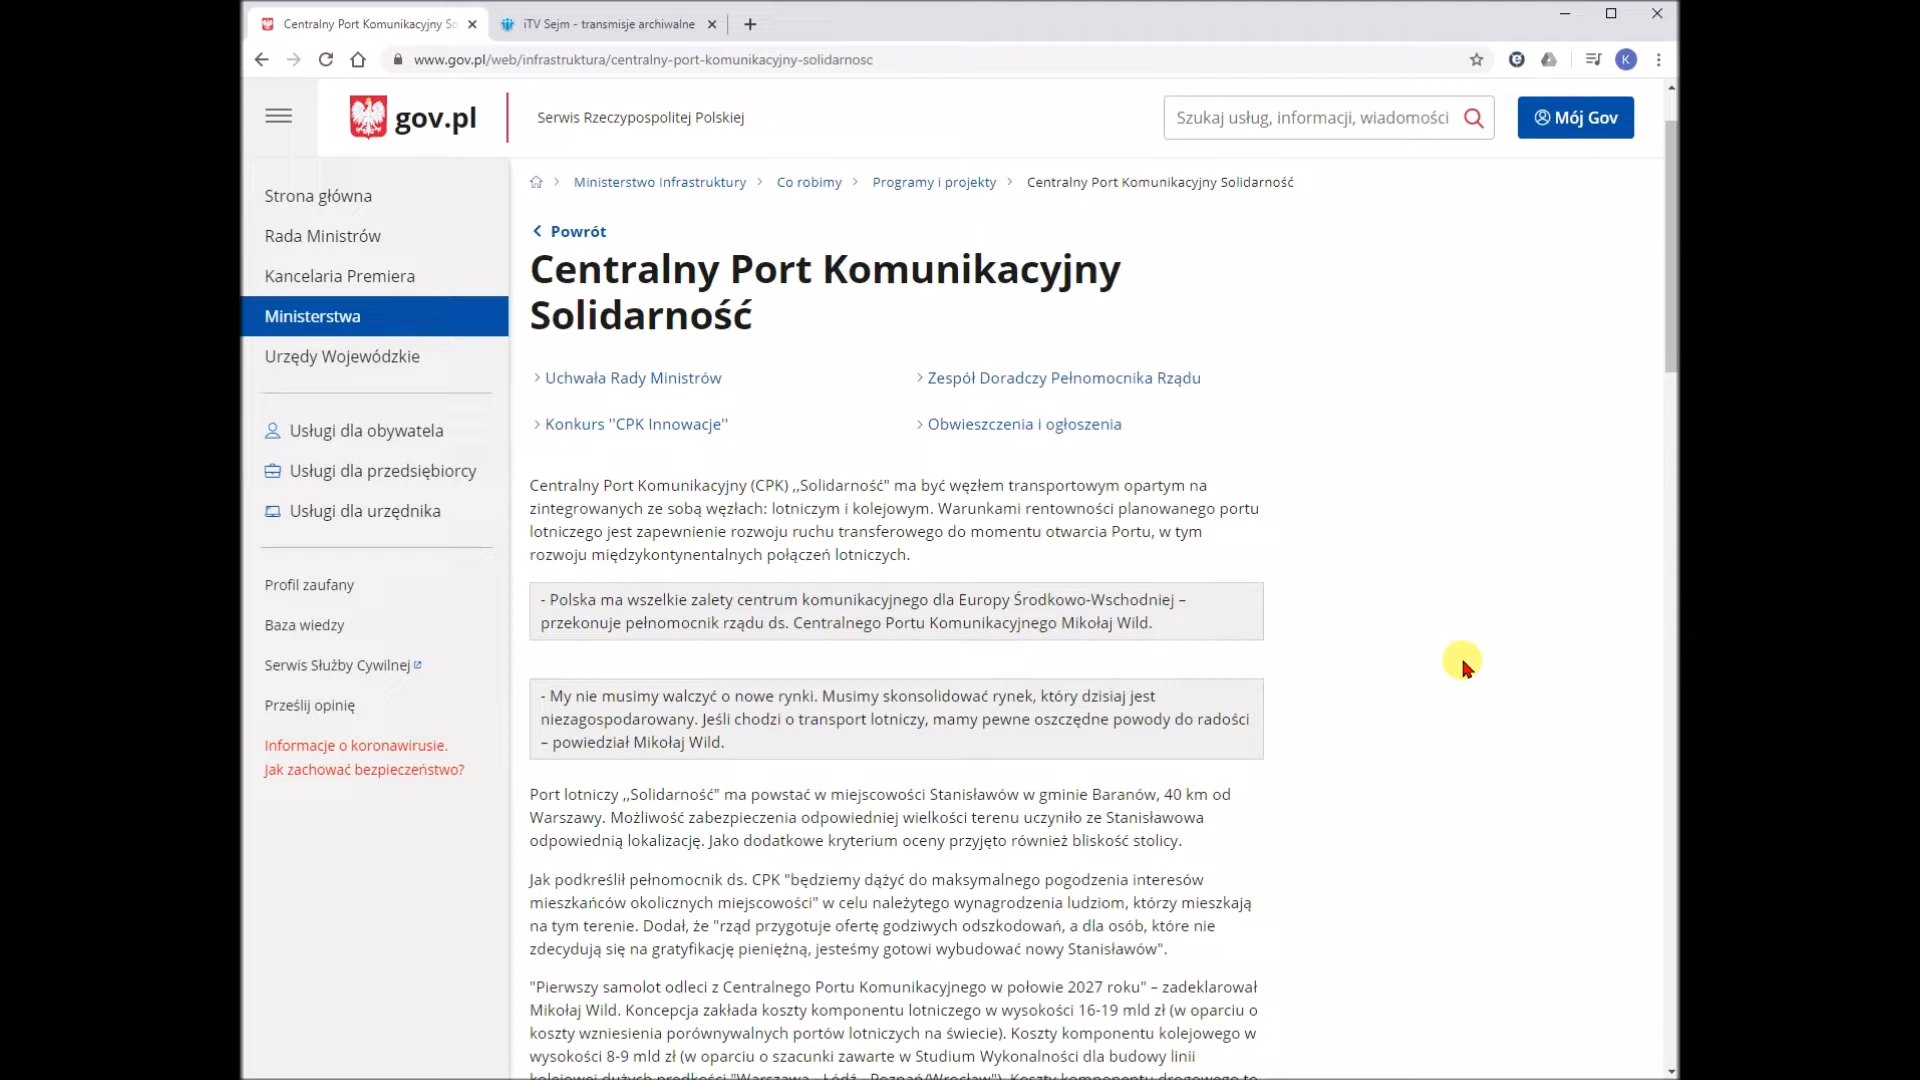 Centralny Port Komunikacyjny So
iTV Sejm - transmisje archiwalne
www.gov.pl/web/infrastruktura/centralny-port-komunikacyjny-solidarnosc
K
gov.pl
Serwis Rzeczypospolitej Polskiej
Szukaj usług, informacji, wiadomości
Mój Gov
Strona główna
Rada Ministrów
Kancelaria Premiera
Ministerstwa
Urzędy Wojewódzkie
Usługi dla obywatela
Usługi dla przedsiębiorcy
Usługi dla urzędnika
Profil zaufany
Baza wiedzy
Serwis Służby Cywilnej
Prześlij opinię
Informacje o koronawirusie.
Jak zachować bezpieczeństwo?
Ministerstwo Infrastruktury > Co robimy > Programy i projekty > Centralny Port Komunikacyjny Solidarność
Powrót
Centralny Port Komunikacyjny
Solidarność
Uchwała Rady Ministrów
Zespół Doradczy Pełnomocnika Rządu
Konkurs "CPK Innowacje"
Obwieszczenia i ogłoszenia
Centralny Port Komunikacyjny (CPK) ,,Solidarność" ma być węzłem transportowym opartym na
zintegrowanych ze sobą węzłach: lotniczym i kolejowym. Warunkami rentowności planowanego portu
lotniczego jest zapewnienie rozwoju ruchu transferowego do momentu otwarcia Portu, w tym
rozwoju międzykontynentalnych połączeń lotniczych.
- Polska ma wszelkie zalety centrum komunikacyjnego dla Europy Środkowo-Wschodniej –
przekonuje pełnomocnik rządu ds. Centralnego Portu Komunikacyjnego Mikołaj Wild.
- My nie musimy walczyć o nowe rynki. Musimy skonsolidować rynek, który dzisiaj jest
niezagospodarowany. Jeśli chodzi o transport lotniczy, mamy pewne oszczędne powody do radości
– powiedział Mikołaj Wild.
Port lotniczy ,,Solidarność" ma powstać w miejscowości Stanisławów w gminie Baranów, 40 km od
Warszawy. Możliwość zabezpieczenia odpowiedniej wielkości terenu uczyniło ze Stanisławowa
odpowiednią lokalizację. Jako dodatkowe kryterium oceny przyjęto również bliskość stolicy.
Jak podkreślił pełnomocnik ds. CPK "będziemy dążyć do maksymalnego pogodzenia interesów
mieszkańców okolicznych miejscowości" w celu należytego wynagrodzenia ludziom, którzy mieszkają
na tym terenie. Dodał, że "rząd przygotuje ofertę godziwych odszkodowań, a dla osób, które nie
zdecydują się na gratyfikację pieniężną, jesteśmy gotowi wybudować nowy Stanisławów".
"Pierwszy samolot odleci z Centralnego Portu Komunikacyjnego w połowie 2027 roku" – zadeklarował
Mikołaj Wild. Koncepcja zakłada koszty komponentu lotniczego w wysokości 16-19 mld zł (w oparciu o
koszty wzniesienia porównywalnych portów lotniczych na świecie). Koszty komponentu kolejowego w
wysokości 8-9 mld zł (w oparciu o szacunki zawarte w Studium Wykonalności dla budowy linii
kolejowej dużych prędkości "Warszawa - Łódź - Poznań/Wrocław"). Koszty komponentu drogowego to